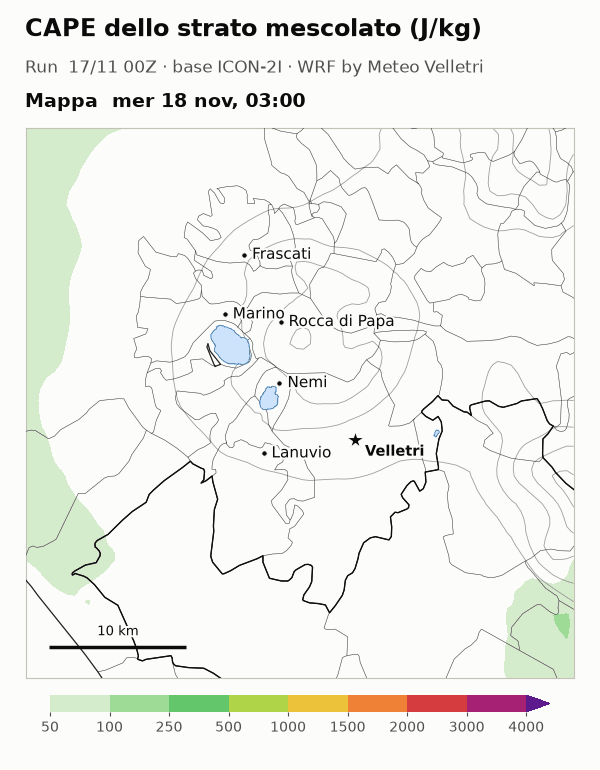 CAPE dello strato mescolato (J/kg)
Run  17/11 00Z · base ICON-2I · WRF by Meteo Velletri
Mappa  mer 18 nov, 03:00
Frascati
Marino
Rocca di Papa
Nemi
Velletri
Lanuvio
10 km
50 100 250 500 1000 1500 2000 3000 4000